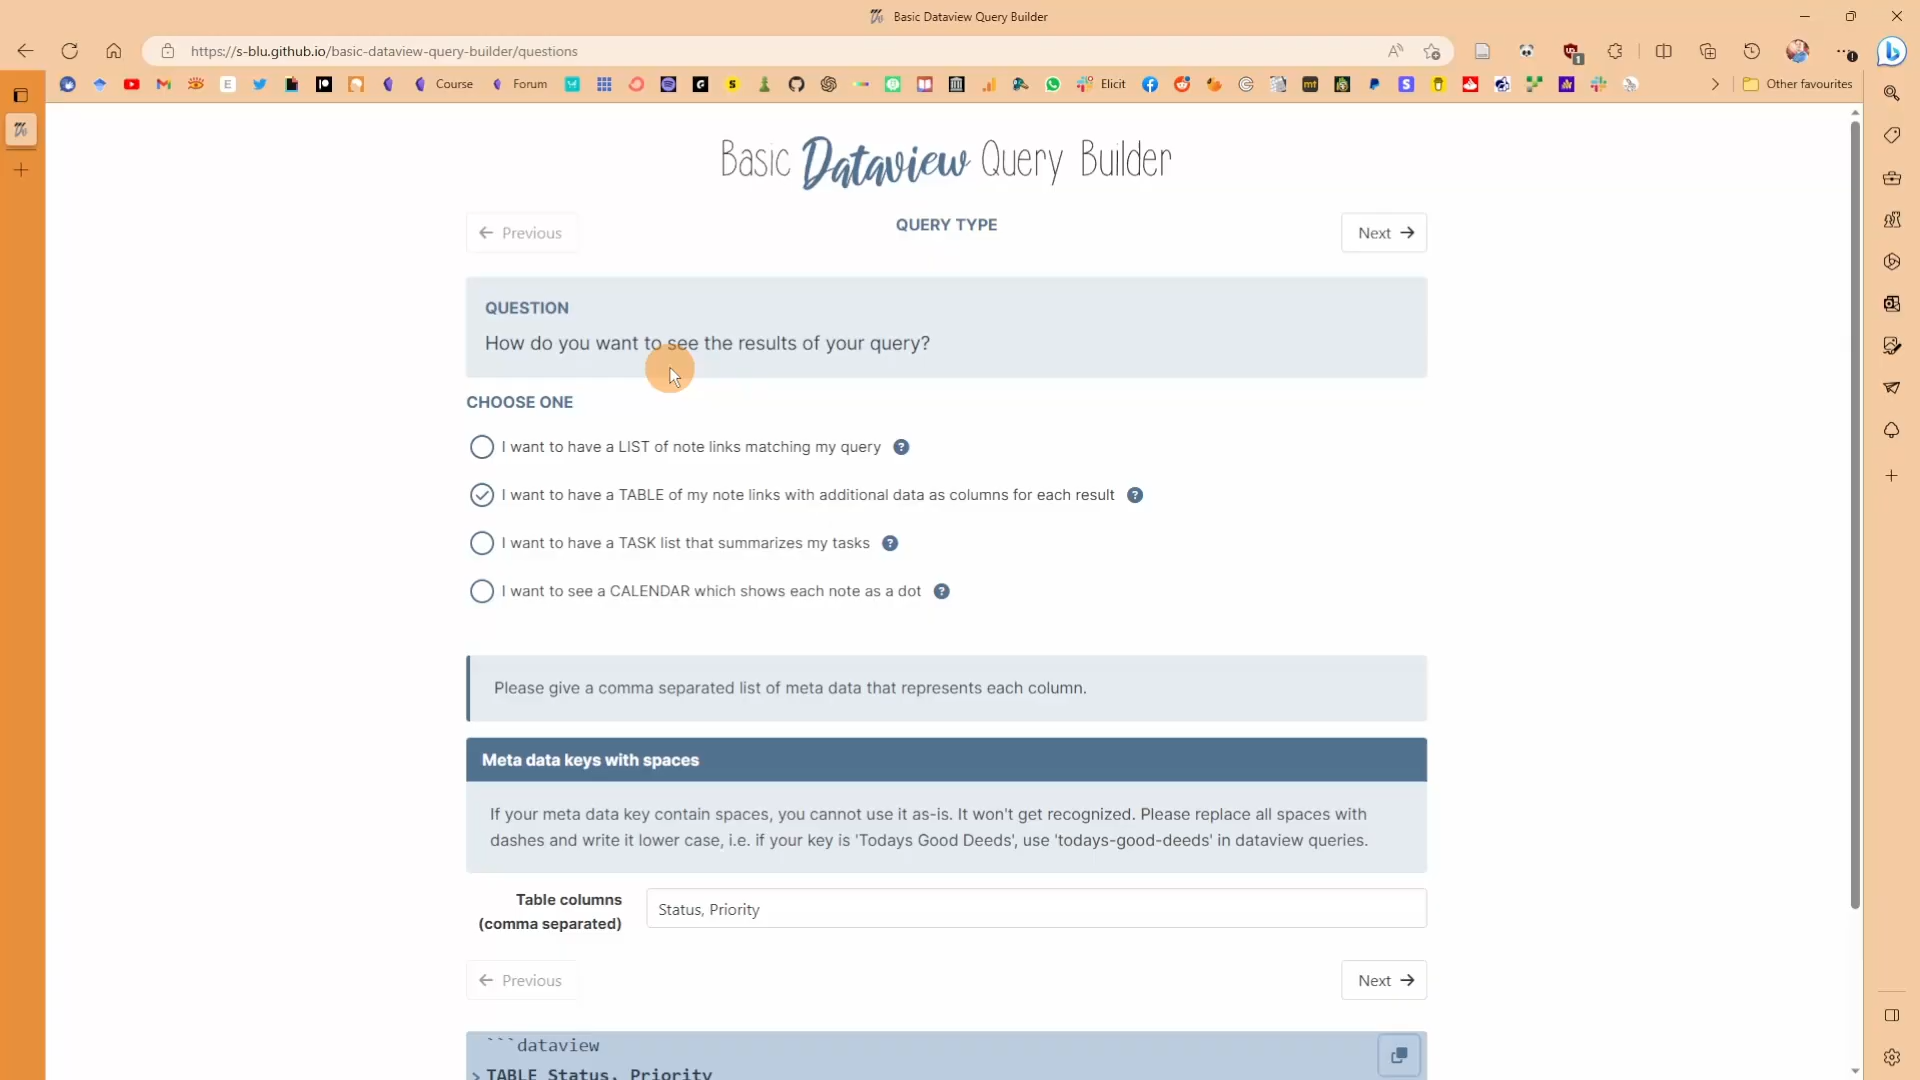 Basic Dataview Query Builder
https://s-blu.github.io/basic-dataview-query-builder/questions
Course
Forum
Elicit
Other favourites
Basic Dataview Query Builder
← Previous
QUERY TYPE
Next →
QUESTION
How do you want to see the results of your query?
CHOOSE ONE
I want to have a LIST of note links matching my query ?
I want to have a TABLE of my note links with additional data as columns for each result ?
I want to have a TASK list that summarizes my tasks ?
I want to see a CALENDAR which shows each note as a dot ?
Please give a comma separated list of meta data that represents each column.
Meta data keys with spaces
If your meta data key contain spaces, you cannot use it as-is. It won't get recognized. Please replace all spaces with
dashes and write it lower case, i.e. if your key is 'Todays Good Deeds', use 'todays-good-deeds' in dataview queries.
Table columns
(comma separated)
Status, Priority
← Previous
Next →
```dataview
> TABLE Status, Priority